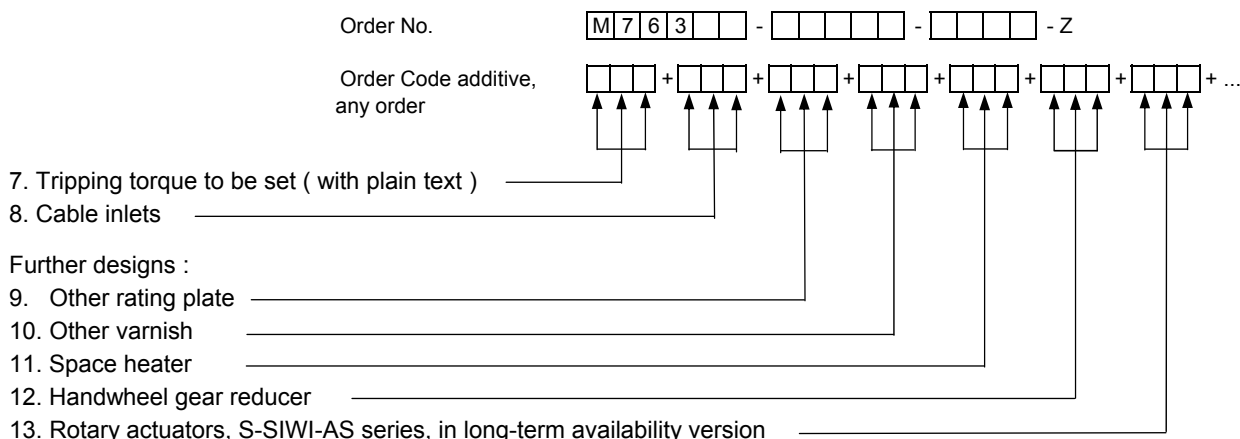 Order No. M 7 6 3 - - - Z
Order Code additive, + + + + + + + ...
any order
7. Tripping torque to be set ( with plain text )
8. Cable inlets
Further designs :
9. Other rating plate
10. Other varnish
11. Space heater
12. Handwheel gear reducer
13. Rotary actuators, S-SIWI-AS series, in long-term availability version